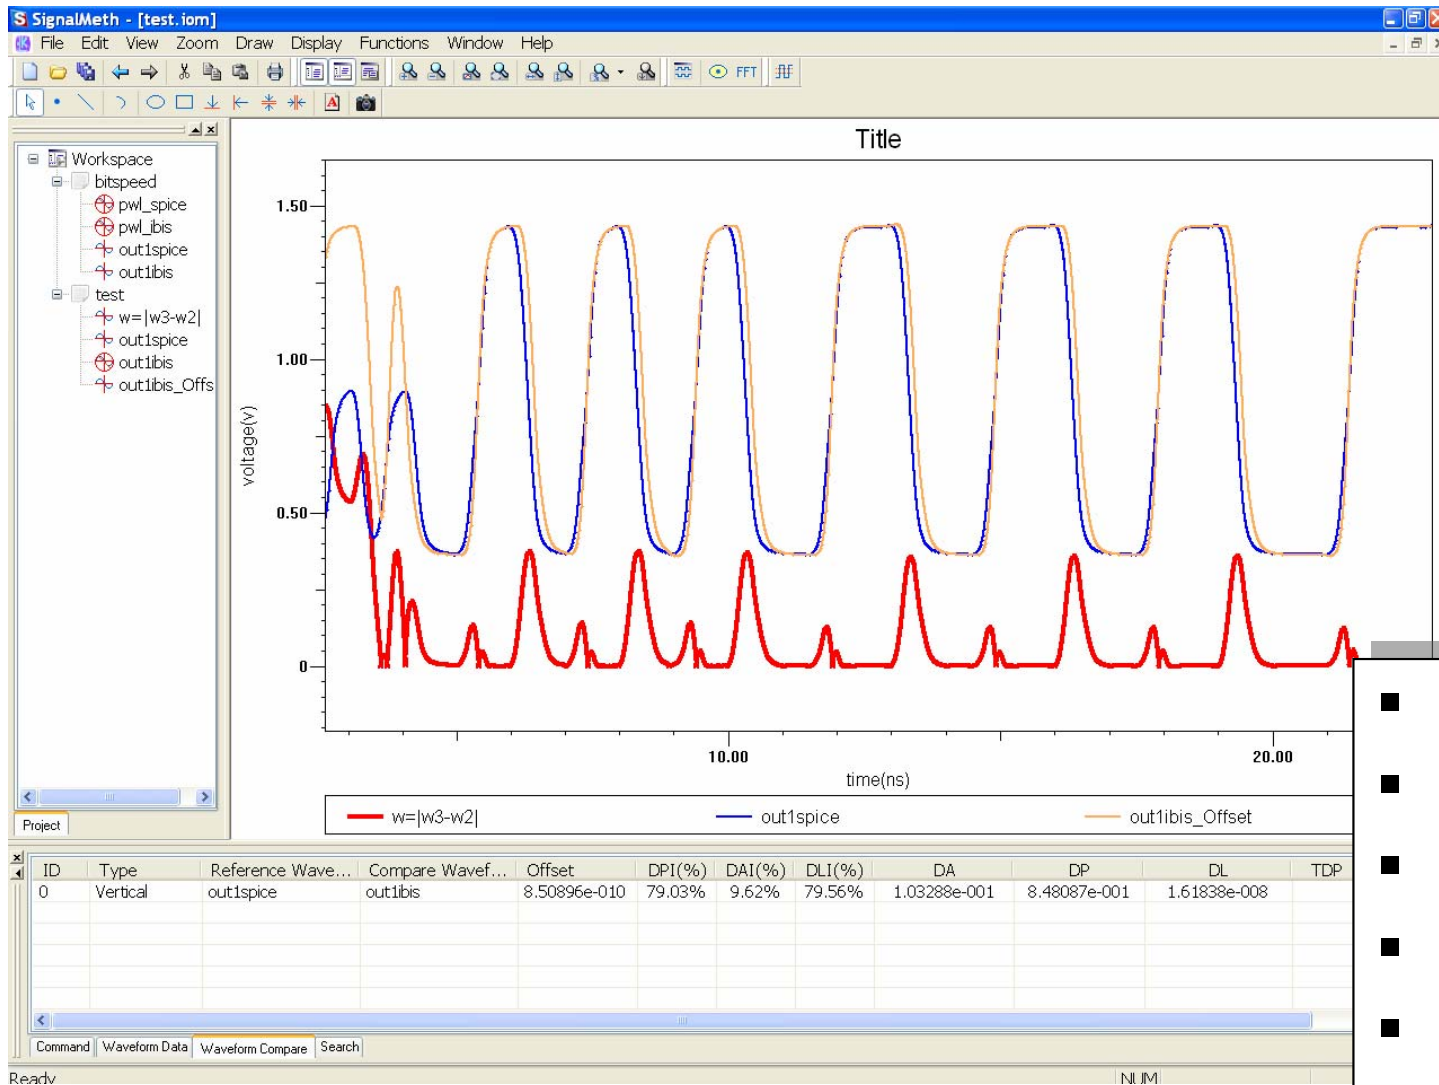 SignalMeth - [test.iom]
File Edit View Zoom Draw Display Functions Window Help
FFT
A
Workspace
bitspeed
pwl_spice
pwl_ibis
out1spice
out1ibis
test
w=|w3-w2|
out1spice
out1ibis
out1ibis_Offs
Project
Title
1.50
1.00
0.50
0
voltage(v)
10.00 20.00
time(ns)
w=|w3-w2| out1spice out1ibis_Offset
ID Type Reference Wave... Compare Wavef... Offset DPI(%) DAI(%) DLI(%) DA DP DL TDP
0 Vertical out1spice out1ibis 8.50896e-010 79.03% 9.62% 79.56% 1.03288e-001 8.48087e-001 1.61838e-008
Command Waveform Data Waveform Compare Search
Ready NUM